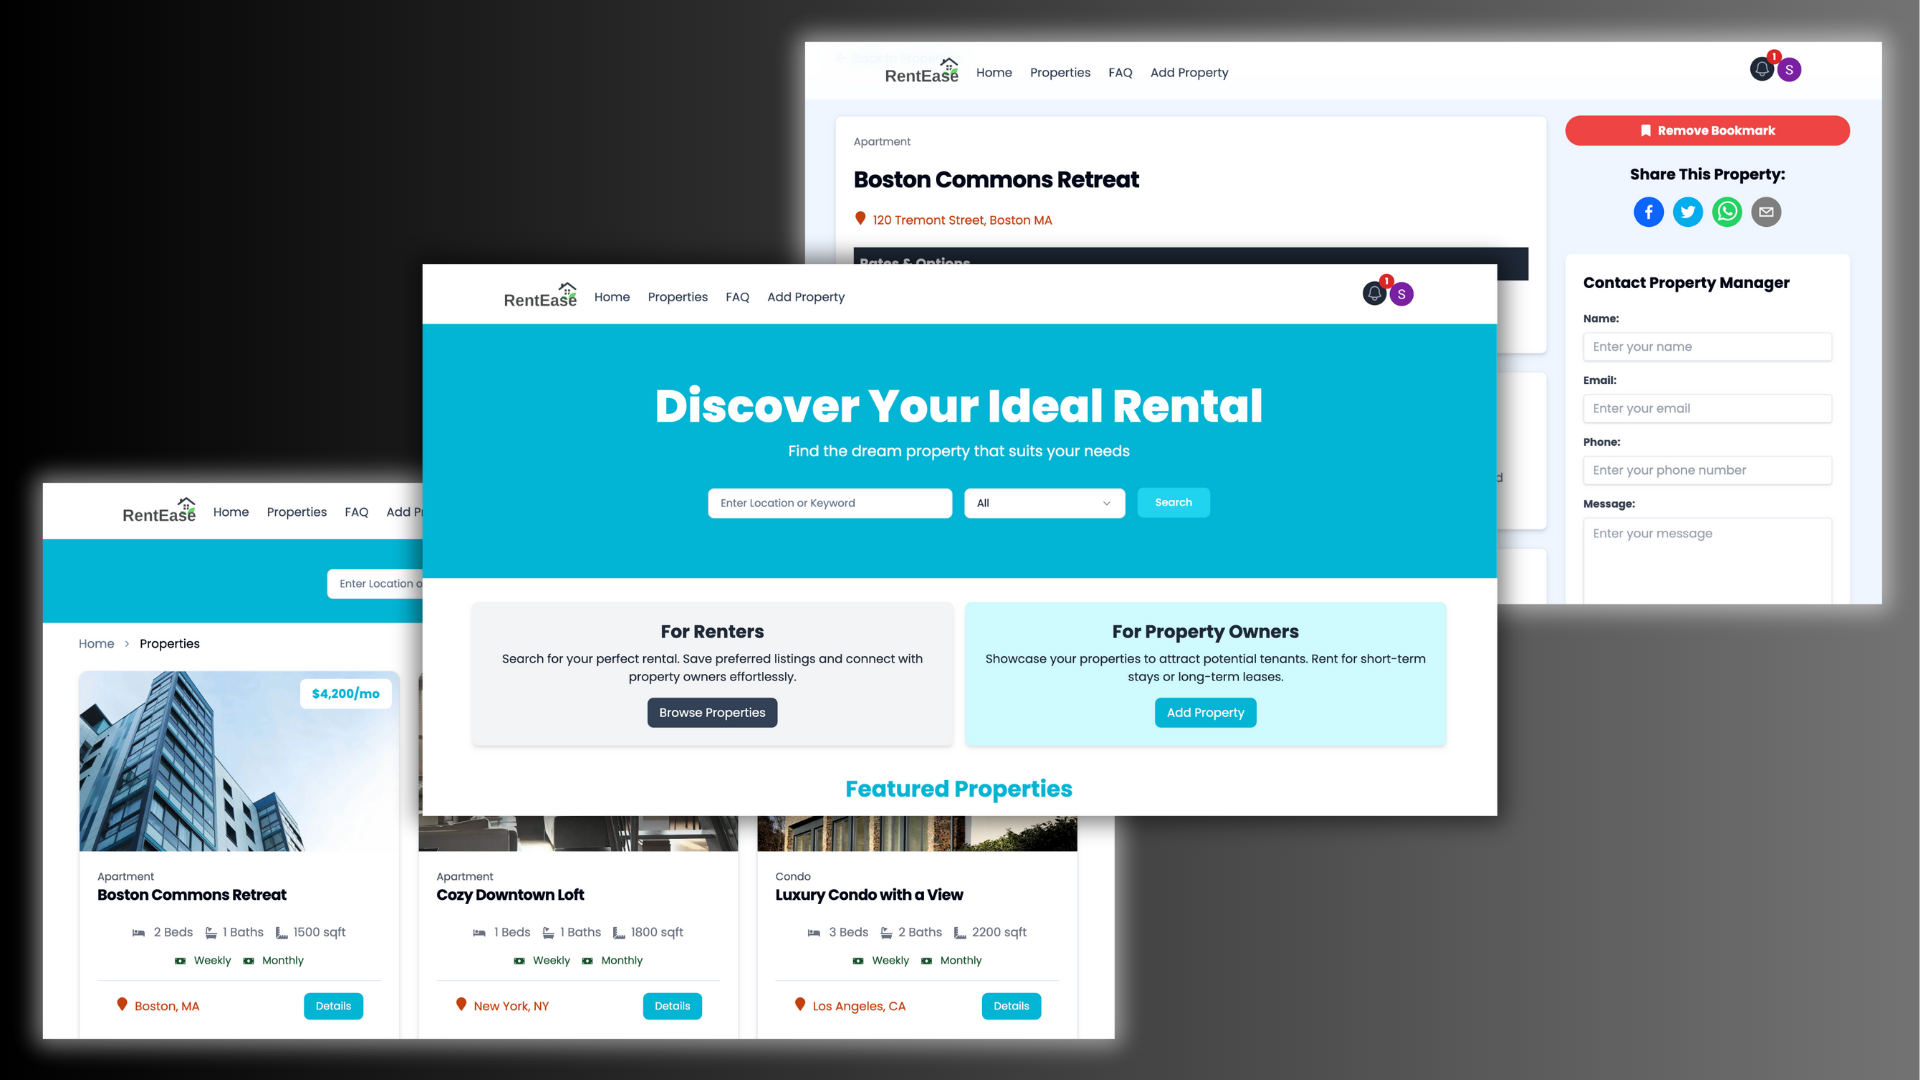 RentEase
Home
Properties
FAQ
Add Property
1
S
Apartment
Boston Commons Retreat
120 Tremont Street, Boston MA
Rates & Options
Remove Bookmark
Share This Property:
Contact Property Manager
Name:
Enter your name
Email:
Enter your email
Phone:
Enter your phone number
Message:
Enter your message
RentEase
Home
Properties
FAQ
Add Property
1
S
Discover Your Ideal Rental
Find the dream property that suits your needs
Enter Location or Keyword
All
Search
For Renters
Search for your perfect rental. Save preferred listings and connect with
property owners effortlessly.
Browse Properties
For Property Owners
Showcase your properties to attract potential tenants. Rent for short-term
stays or long-term leases.
Add Property
Featured Properties
RentEase
Home
Properties
FAQ
Add
Enter Location
Home > Properties
$4,200/mo
Apartment
Boston Commons Retreat
2 Beds 1 Baths 1500 sqft
Weekly Monthly
Boston, MA
Details
Apartment
Cozy Downtown Loft
1 Beds 1 Baths 1800 sqft
Weekly Monthly
New York, NY
Details
Condo
Luxury Condo with a View
3 Beds 2 Baths 2200 sqft
Weekly Monthly
Los Angeles, CA
Details